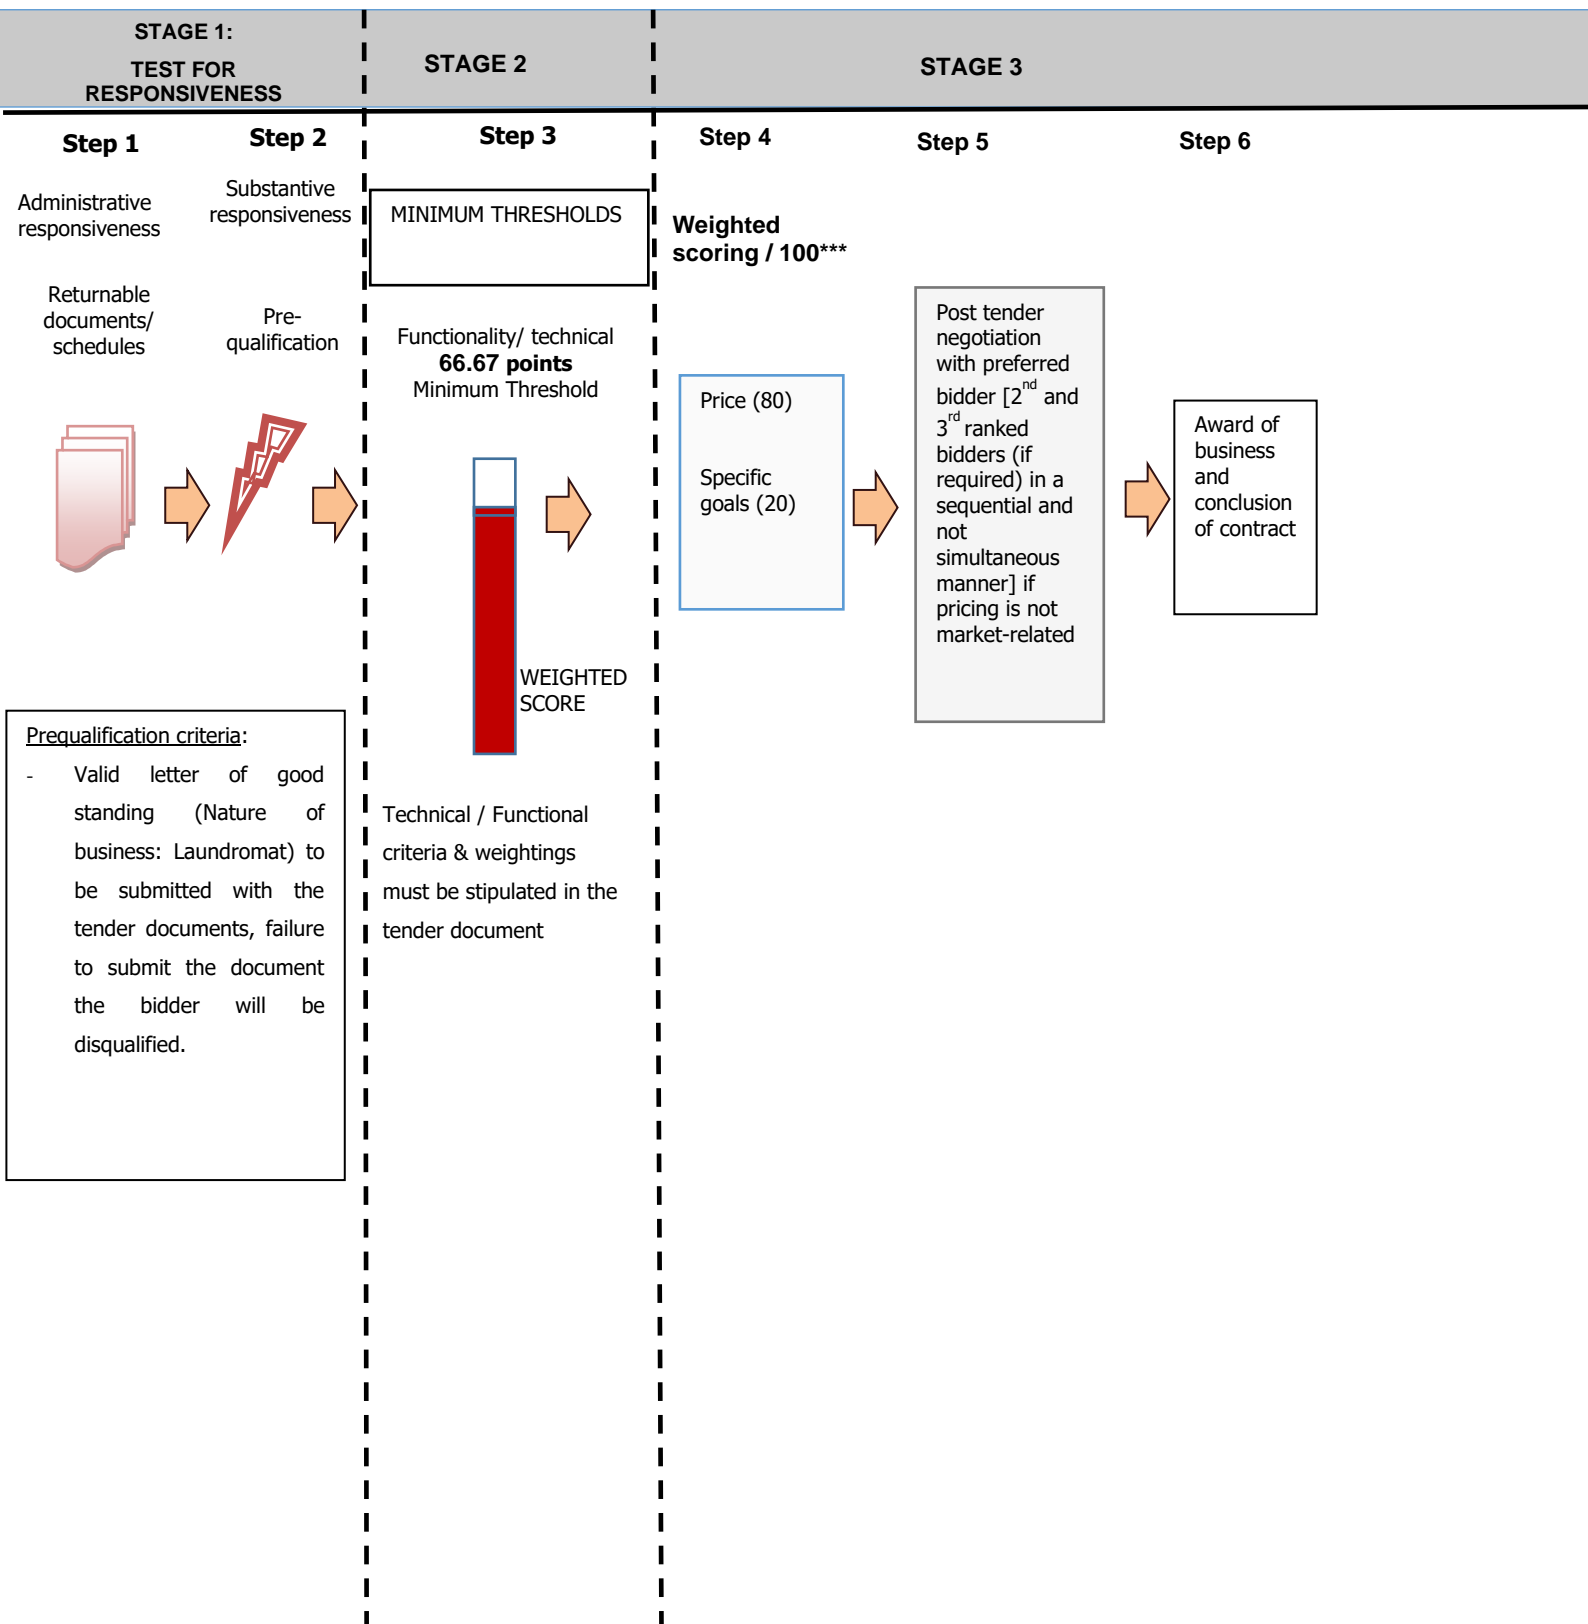 STAGE 1:
TEST FOR
RESPONSIVENESS
STAGE 2
STAGE 3
Step 1
Step 2
Step 3
Step 4
Step 5
Step 6
Administrative
responsiveness
Substantive
responsiveness
MINIMUM THRESHOLDS
Weighted
scoring / 100***
Returnable
documents/
schedules
Pre-
qualification
Functionality/ technical
66.67 points
Minimum Threshold
Price (80)
Specific
goals (20)
Post tender
negotiation
with preferred
bidder [2nd and
3rd ranked
bidders (if
required) in a
sequential and
not
simultaneous
manner] if
pricing is not
market-related
Award of
business
and
conclusion
of contract
WEIGHTED
SCORE
Prequalification criteria:
- Valid letter of good
standing (Nature of
business: Laundromat) to
be submitted with the
tender documents, failure
to submit the document
the bidder will be
disqualified.
Technical / Functional
criteria & weightings
must be stipulated in the
tender document